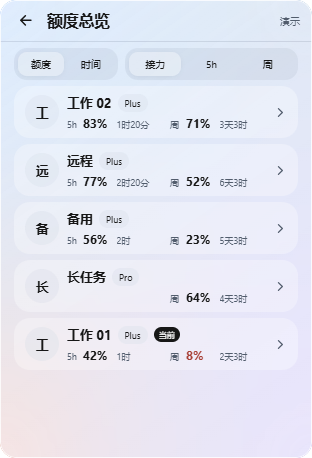 额度总览 演示
额度 时间 接力 5h 周
工 工作 02 Plus
5h 83% 1时20分 周 71% 3天3时
远 远程 Plus
5h 77% 2时20分 周 52% 6天3时
备 备用 Plus
5h 56% 2时 周 23% 5天3时
长 长任务 Pro
周 64% 4天3时
工 工作 01 Plus 当前
5h 42% 1时 周 8% 2天3时